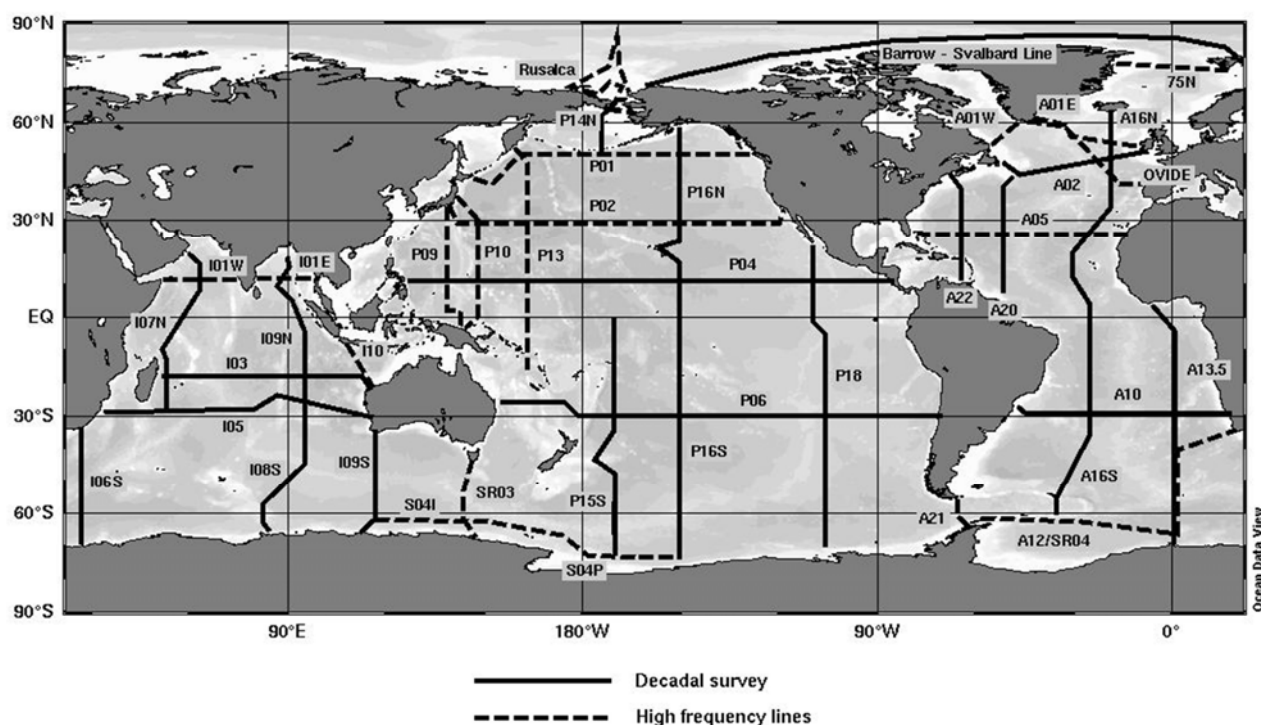 90°N
Barrow - Svalbard Line
Rusalca
75N
60°N
P14N
A01W
A01E
A16N
P01
OVIDE
P02
P16N
A02
30°N
A05
P09
P10
P13
P04
I01W
I01E
A22
A20
EQ
I07N
I09N
I03
I10
P18
A13.5
P06
A10
30°S
I05
I06S
I08S
I09S
P16S
A16S
S04I
SR03
P15S
60°S
A21
A12/SR04
S04P
90°S
90°E
180°W
90°W
0°
Ocean Data View
Decadal survey
High frequency lines